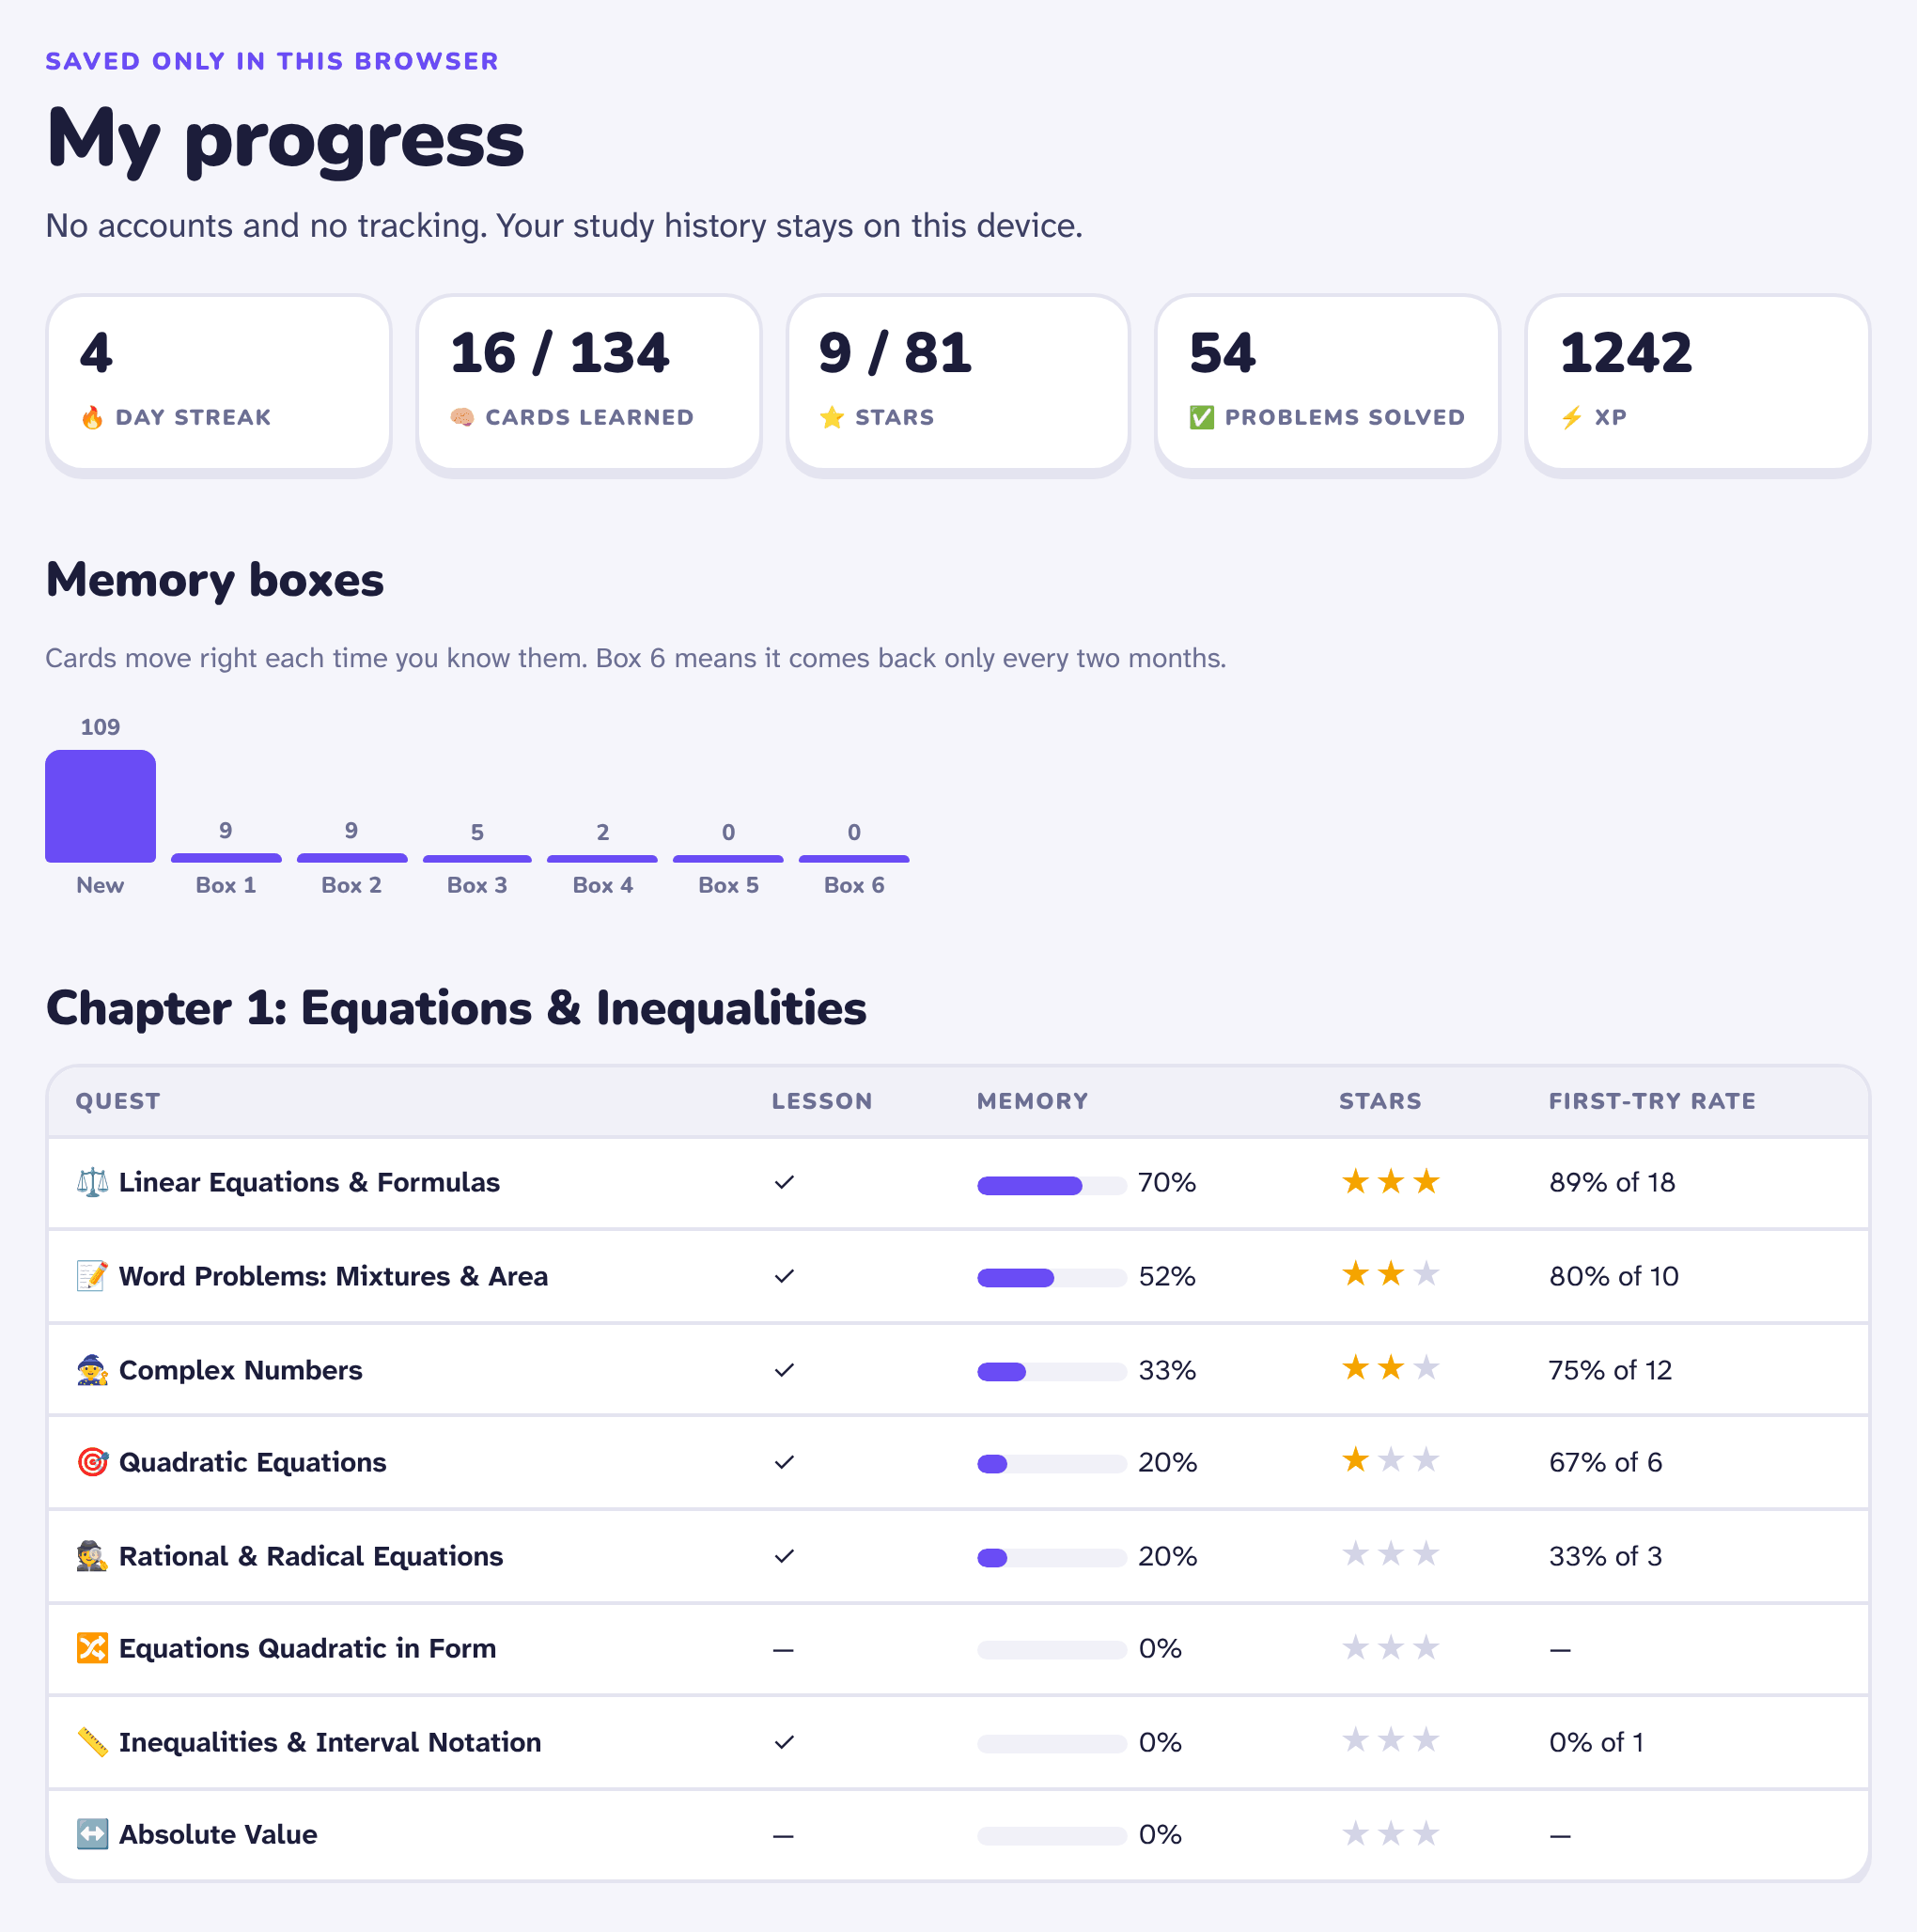 SAVED ONLY IN THIS BROWSER
My progress
No accounts and no tracking. Your study history stays on this device.
4
🔥 DAY STREAK
16 / 134
🧠 CARDS LEARNED
9 / 81
⭐ STARS
54
✅ PROBLEMS SOLVED
1242
⚡ XP
Memory boxes
Cards move right each time you know them. Box 6 means it comes back only every two months.
109
9
9
5
2
0
0
New
Box 1
Box 2
Box 3
Box 4
Box 5
Box 6
Chapter 1: Equations & Inequalities
QUEST LESSON MEMORY STARS FIRST-TRY RATE
⚖️ Linear Equations & Formulas ✓ 70% ★★★ 89% of 18
📝 Word Problems: Mixtures & Area ✓ 52% ★★★ 80% of 10
🧙 Complex Numbers ✓ 33% ★★★ 75% of 12
🎯 Quadratic Equations ✓ 20% ★★★ 67% of 6
🕵️ Rational & Radical Equations ✓ 20% ★★★ 33% of 3
🔀 Equations Quadratic in Form — 0% ★★★ —
📏 Inequalities & Interval Notation ✓ 0% ★★★ 0% of 1
↔️ Absolute Value — 0% ★★★ —